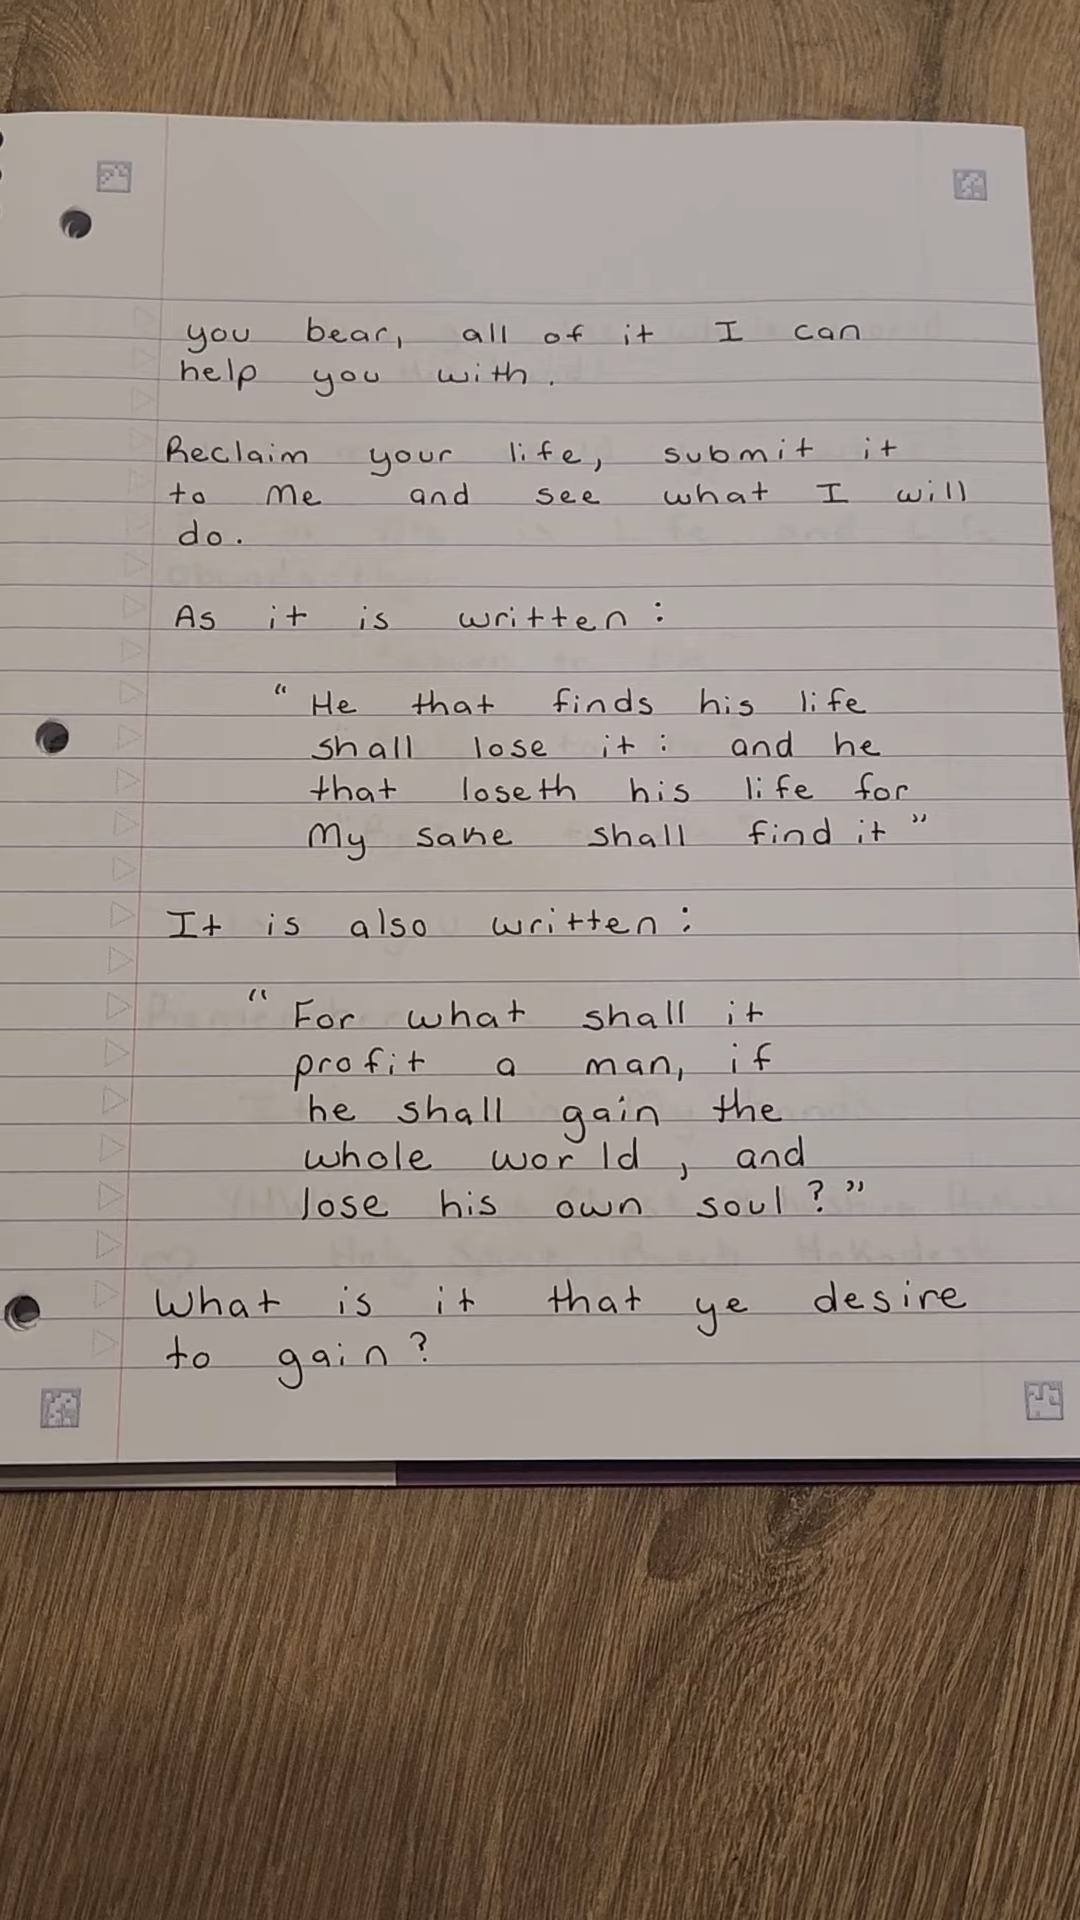 you bear, all of it I can
help you with.
Reclaim your life, submit it
to Me and see what I will
do.
As it is written:
"He that finds his life
shall lose it: and he
that loseth his life for
My sake shall find it"
It is also written:
"For what shall it
profit a man, if
he shall gain the
whole world, and
lose his own soul?"
What is it that ye desire
to gain?